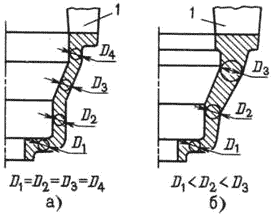 1
D₄
D₃
D₂
D₁
D₁=D₂=D₃=D₄
а)
1
D₃
D₂
D₁
D₁<D₂<D₃
б)